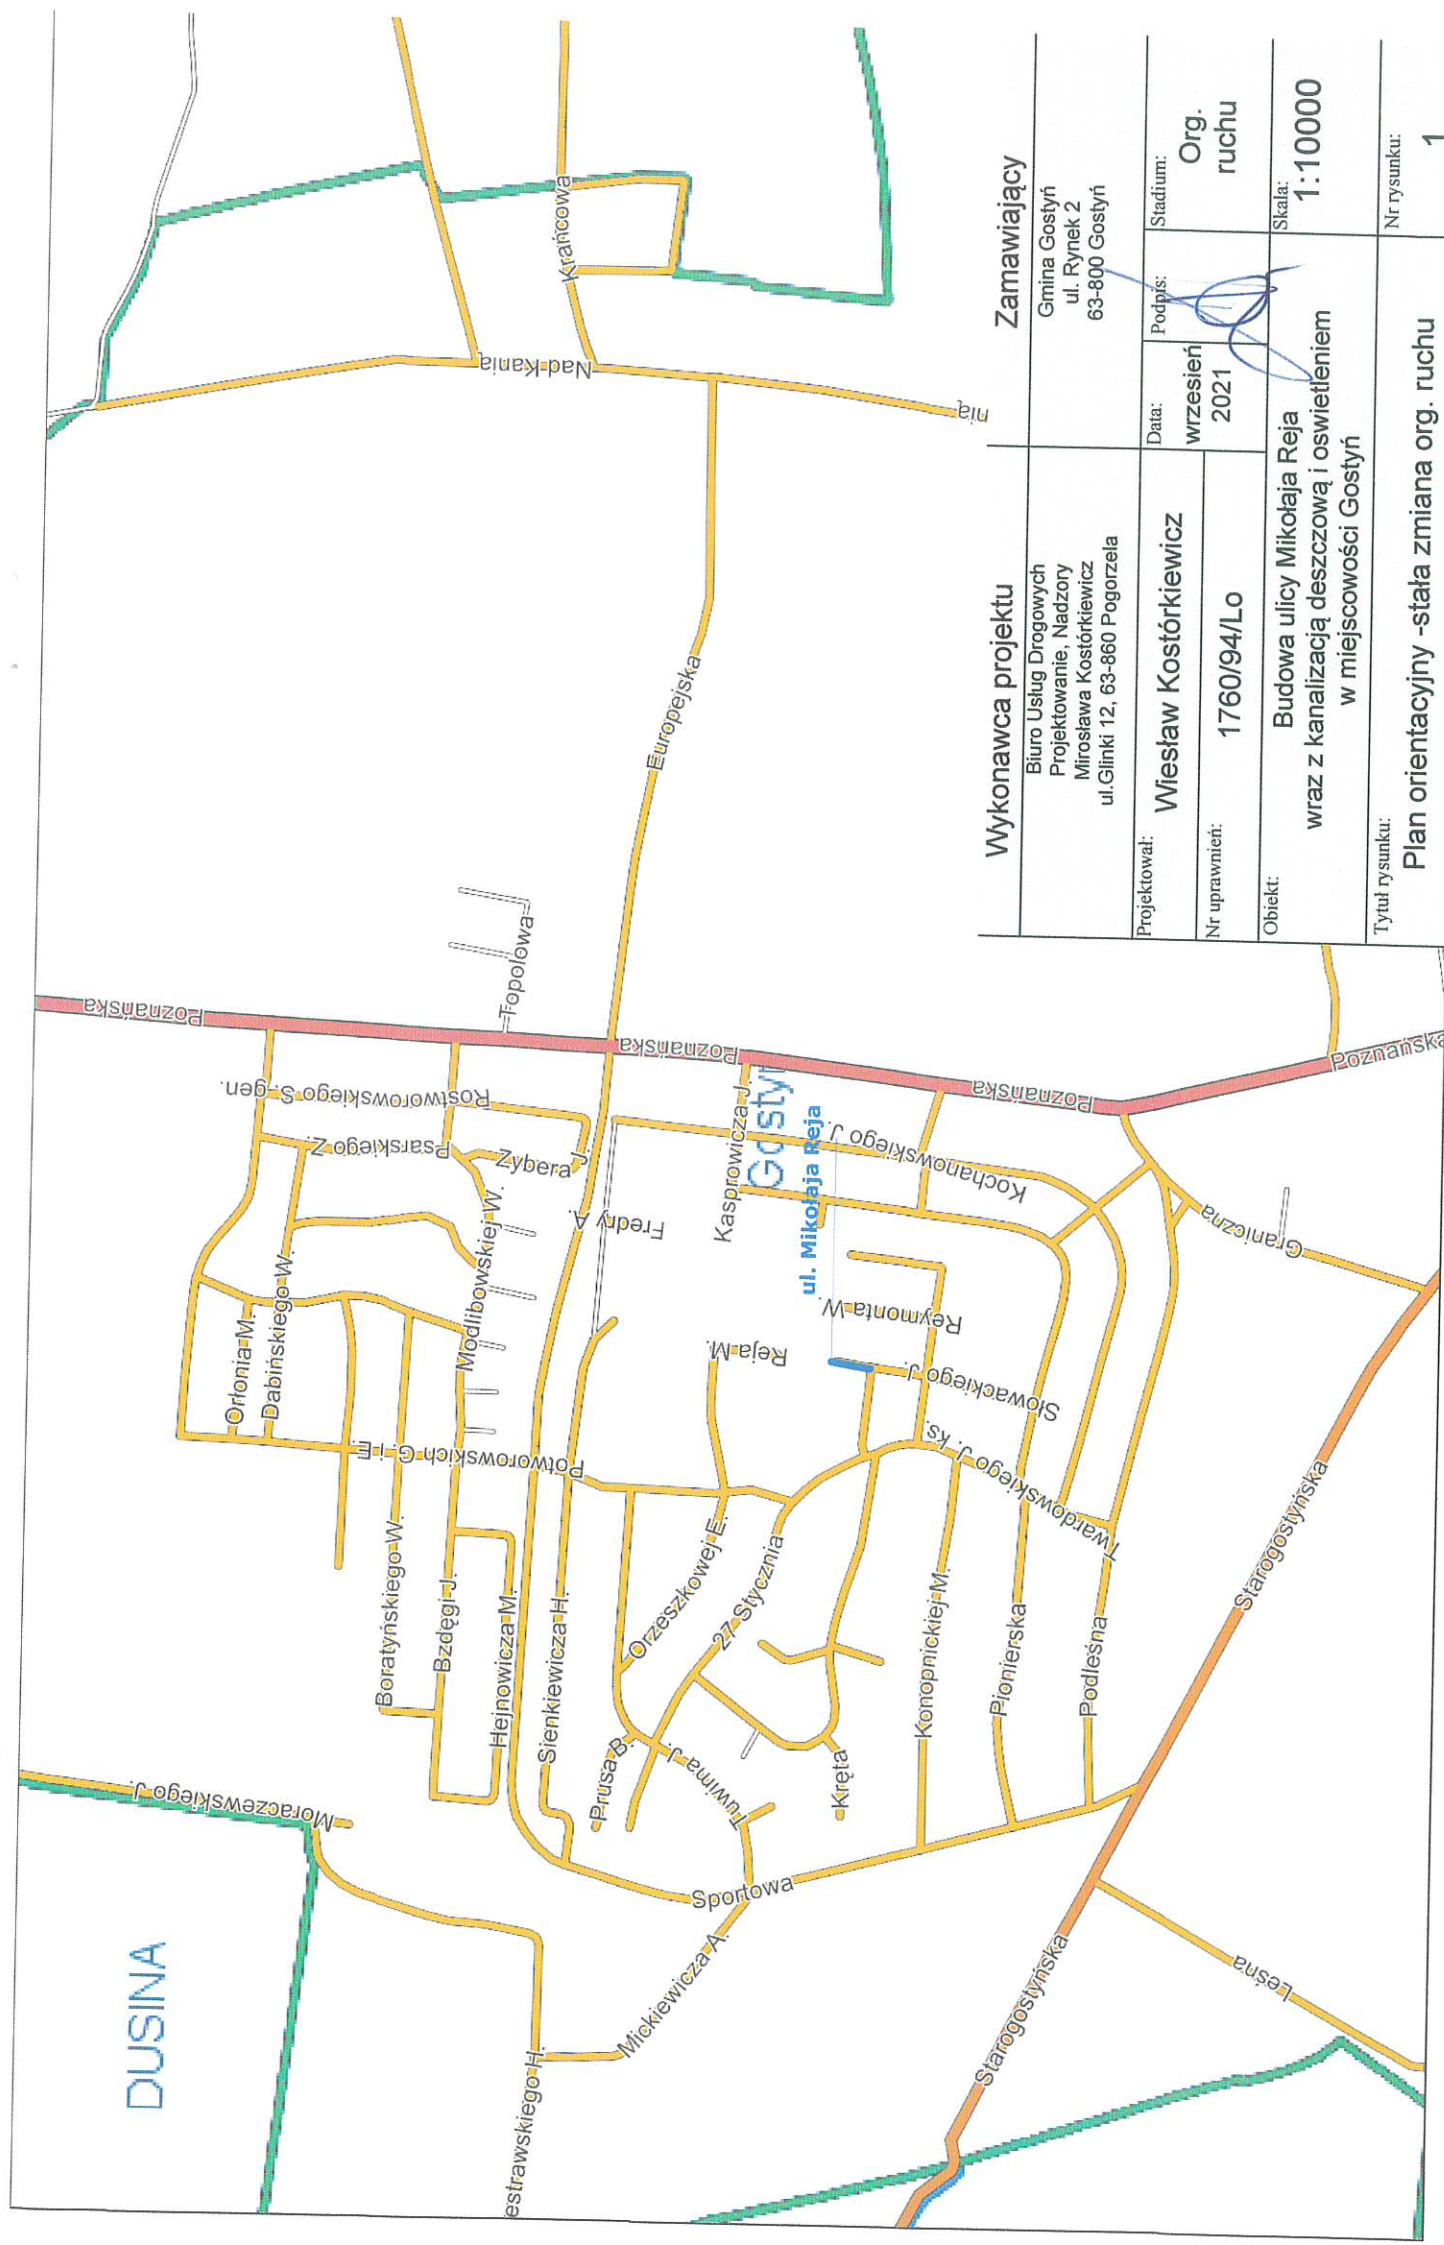 DUSINA
Moraczewskiego J.
estrawskiego H.
Mickiewicza A.
Sportowa
Tuwima J.
Prusa B.
Sienkiewicza H.
Hejnowicza M.
Bzdęgi J.
Boratyńskiego W.
Potworowskich G. i E.
Orłonia M.
Dabińskiego W.
Modlibowskiej W.
Psarskiego Z.
Zybera J.
Rostworowskiego S. gen.
Poznańska
Topolowa
Poznańska
Poznańska
Poznańska
Europejska
Nad Kanią
Krańcowa
nią
Fredry A.
Kasprowicza J.
Gostyń
ul. Mikołaja Reja
Kochanowskiego J.
Reymonta W.
Reja M.
Słowackiego J.
Twardowskiego J. ks.
Orzeszkowej E.
27 Stycznia
Kręta
Konopnickiej M.
Pionierska
Podleśna
Graniczna
Starogostyńska
Starogostyńska
Leśna
Wykonawca projektu
Biuro Usług Drogowych
Projektowanie, Nadzory
Mirosława Kostórkiewicz
ul.Glinki 12, 63-860 Pogorzela
Zamawiający
Gmina Gostyń
ul. Rynek 2
63-800 Gostyń
Projektował:
Wiesław Kostórkiewicz
Nr uprawnień:
1760/94/Lo
Data:
wrzesień
2021
Podpis:
Stadium:
Org.
ruchu
Obiekt:
Budowa ulicy Mikołaja Reja
wraz z kanalizacją deszczową i oswietleniem
w miejscowości Gostyń
Skala:
1:10000
Tytuł rysunku:
Plan orientacyjny -stała zmiana org. ruchu
Nr rysunku:
1